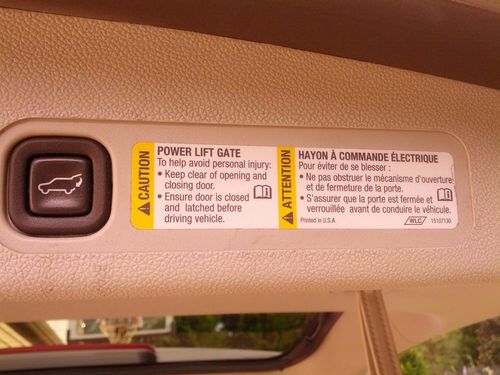 CAUTION
POWER LIFT GATE
To help avoid personal injury:
• Keep clear of opening and
closing door.
• Ensure door is closed
and latched before
driving vehicle.
ATTENTION
HAYON À COMMANDE ÉLECTRIQUE
Pour éviter de se blesser :
• Ne pas obstruer le mécanisme d'ouverture
et de fermeture de la porte.
• S'assurer que la porte est fermée et
verrouillée avant de conduire le véhicule.
Printed in U.S.A.
WLC
15107130